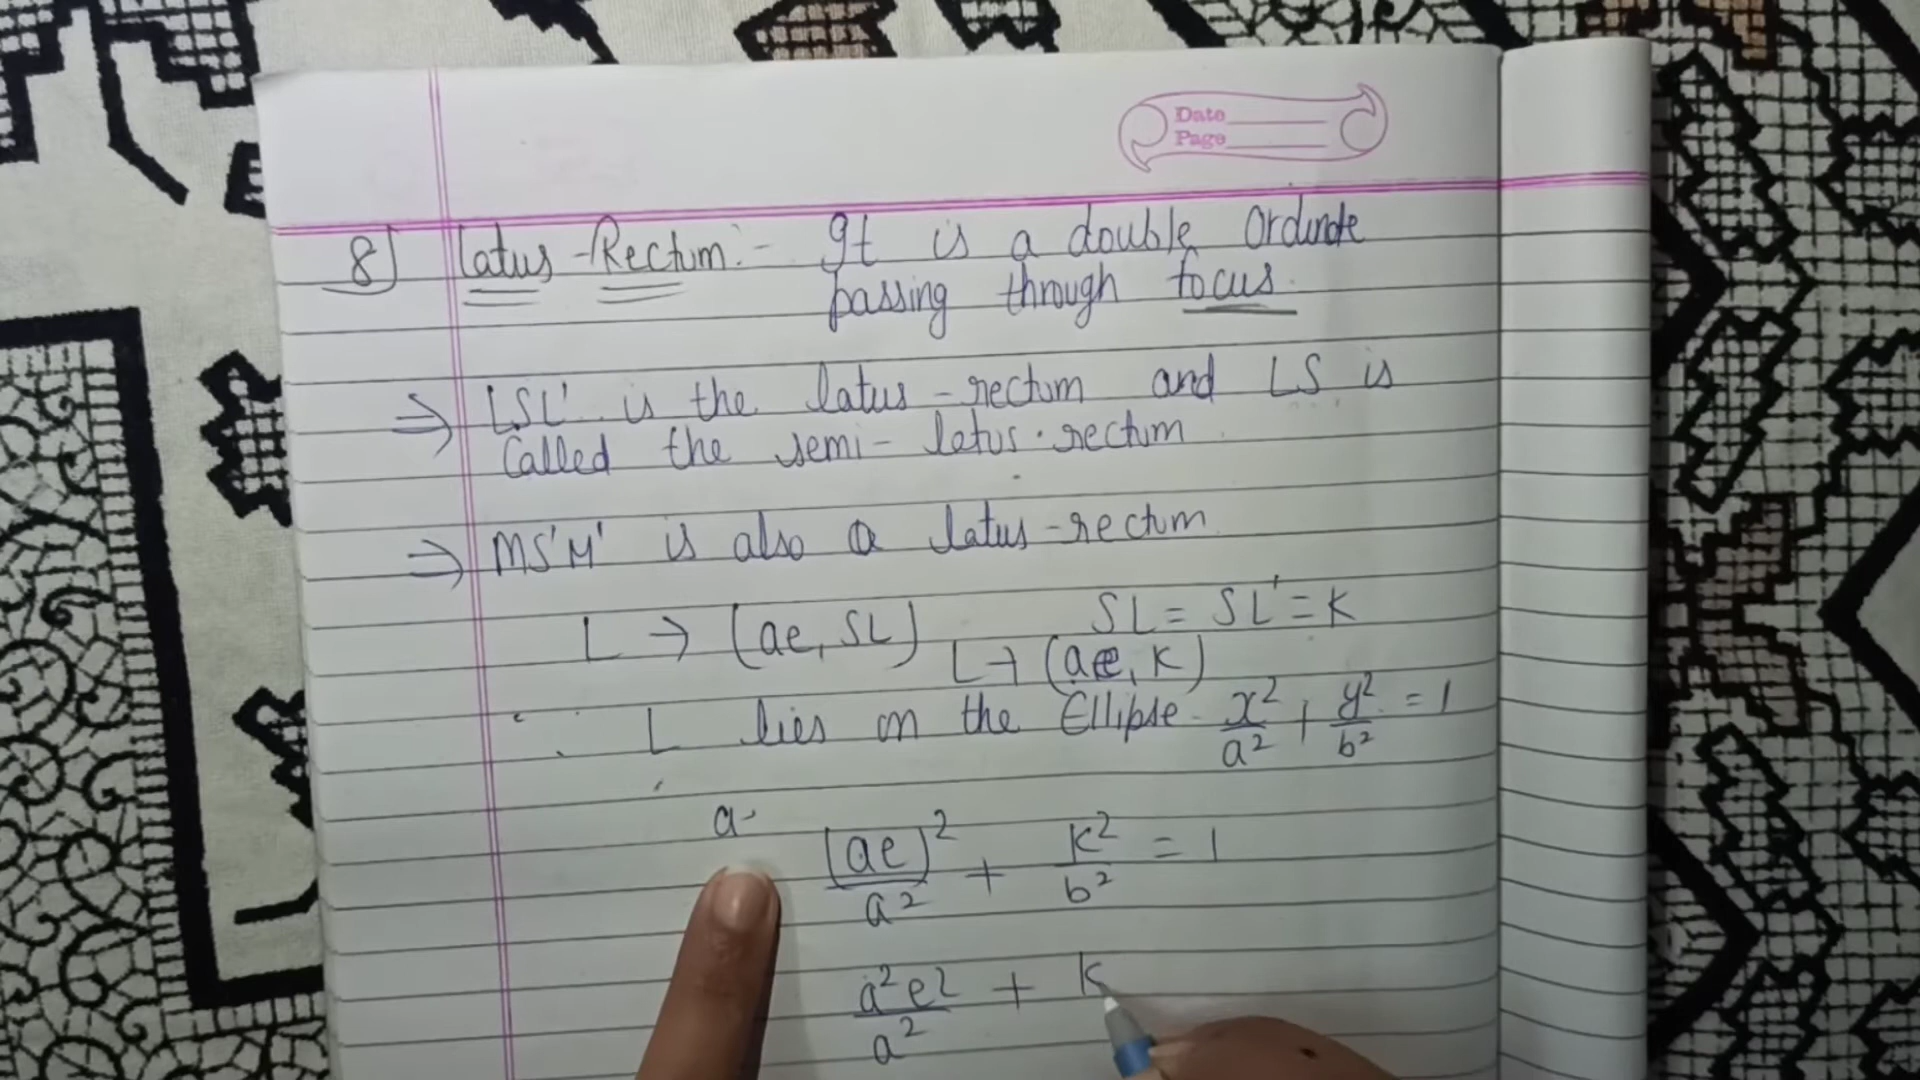 Date
Page
8) Latus-Rectum:- It is a double ordinate
passing through focus.
⇒ LSL' is the latus-rectum and LS is
Called the semi-latus-rectum
⇒ MS'M' is also a latus-rectum
L → (ae, SL) SL = SL' = K
L → (ae, K)
∴ L lies on the Ellipse x²/a² + y²/b² = 1
a
(ae)²/a² + K²/b² = 1
a²e²/a² + K